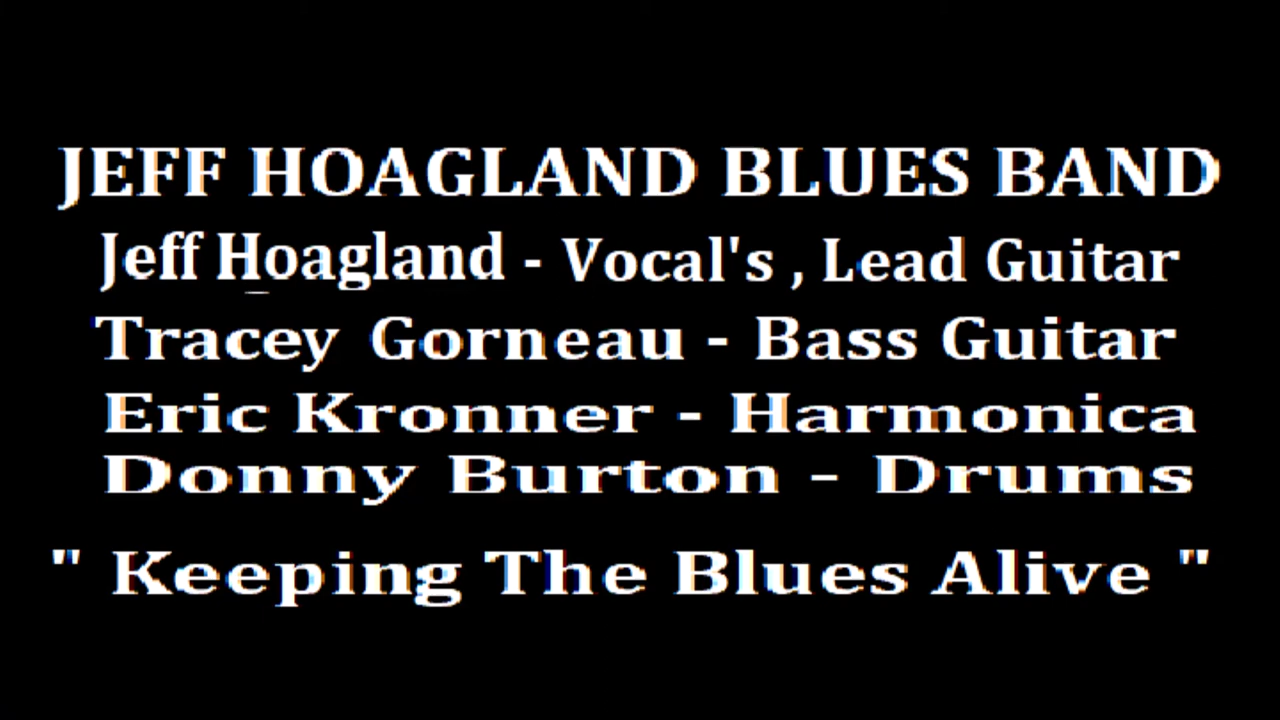 JEFF HOAGLAND BLUES BAND
Jeff Hoagland - Vocal's , Lead Guitar
Tracey Gorneau - Bass Guitar
Eric Kronner - Harmonica
Donny Burton - Drums
" Keeping The Blues Alive "